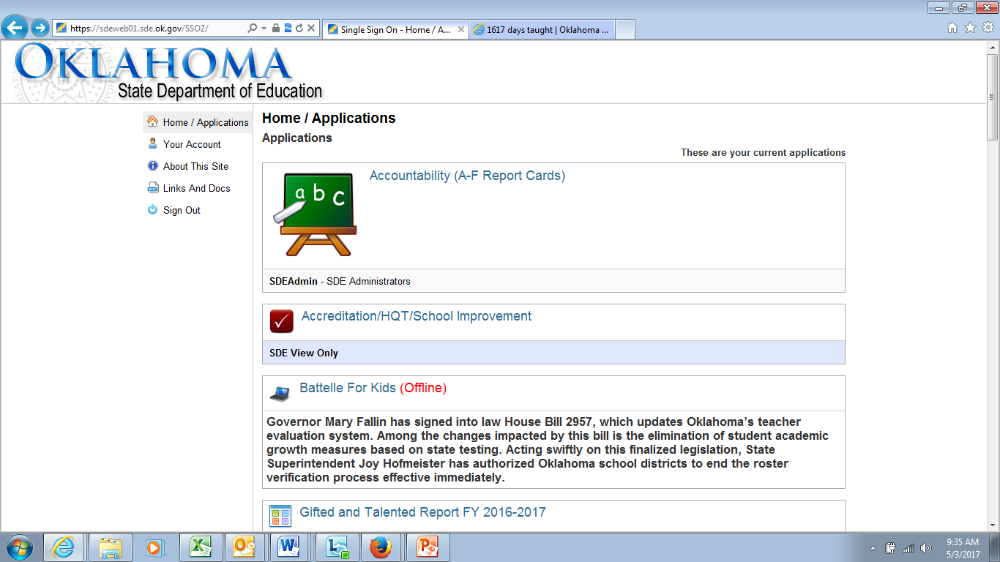 https://sdeweb01.sde.ok.gov/SSO2/
Single Sign On - Home / A...
1617 days taught | Oklahoma ...
OKLAHOMA
State Department of Education
Home / Applications
Your Account
About This Site
Links And Docs
Sign Out
Home / Applications
Applications
These are your current applications
a b c
Accountability (A-F Report Cards)
SDEAdmin - SDE Administrators
Accreditation/HQT/School Improvement
SDE View Only
Battelle For Kids (Offline)
Governor Mary Fallin has signed into law House Bill 2957, which updates Oklahoma’s teacher
evaluation system. Among the changes impacted by this bill is the elimination of student academic
growth measures based on state testing. Acting swiftly on this finalized legislation, State
Superintendent Joy Hofmeister has authorized Oklahoma school districts to end the roster
verification process effective immediately.
Gifted and Talented Report FY 2016-2017
9:35 AM
5/3/2017